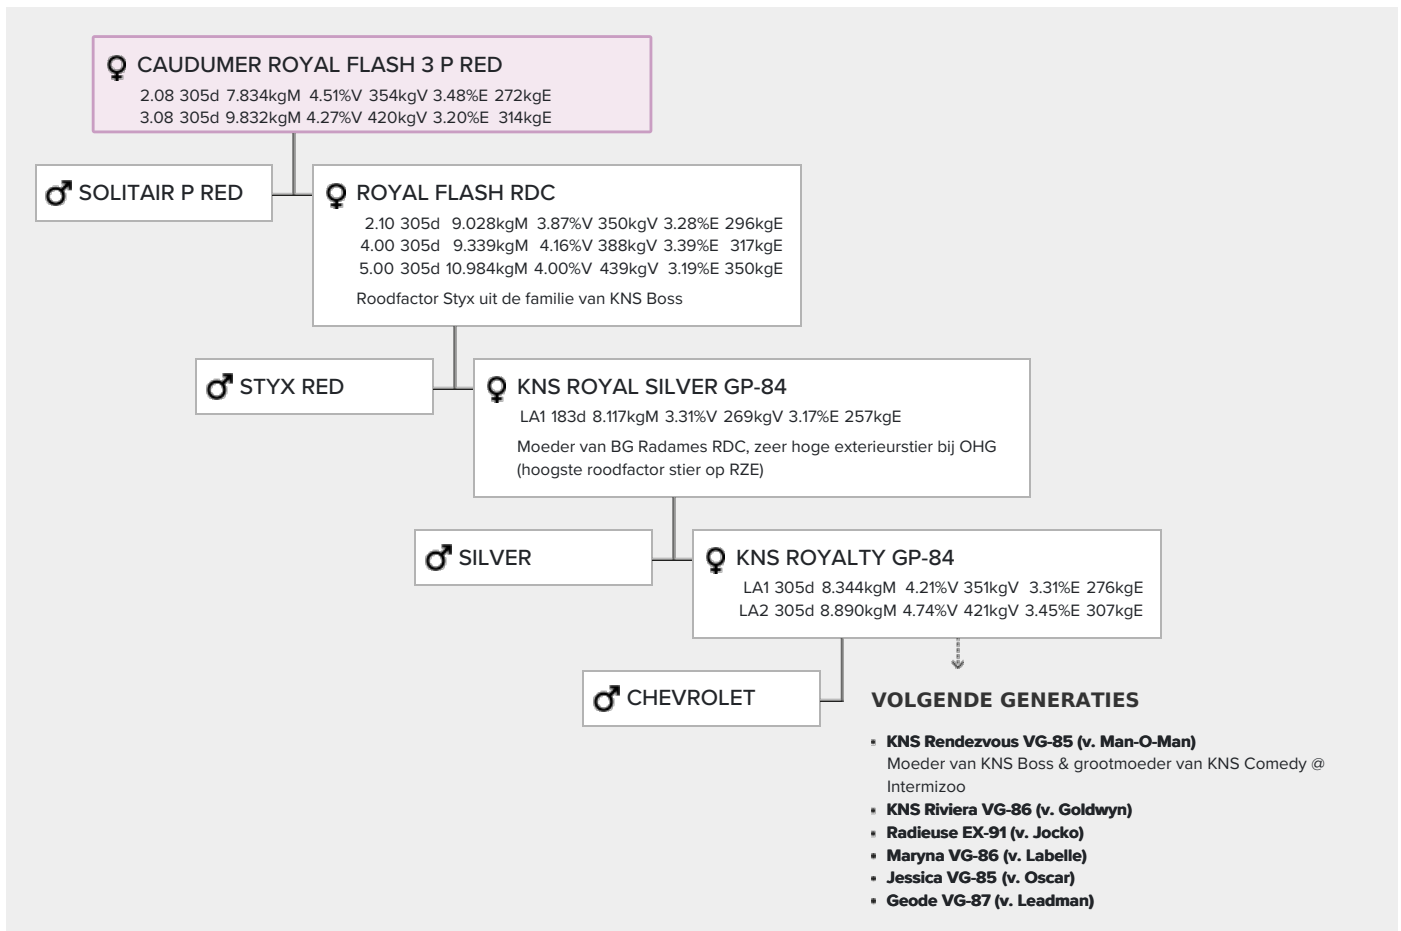 CAUDUMER ROYAL FLASH 3 P RED
2.08 305d 7.834kgM 4.51%V 354kgV 3.48%E 272kgE
3.08 305d 9.832kgM 4.27%V 420kgV 3.20%E 314kgE
SOLITAIR P RED
ROYAL FLASH RDC
2.10 305d 9.028kgM 3.87%V 350kgV 3.28%E 296kgE
4.00 305d 9.339kgM 4.16%V 388kgV 3.39%E 317kgE
5.00 305d 10.984kgM 4.00%V 439kgV 3.19%E 350kgE
Roodfactor Styx uit de familie van KNS Boss
STYX RED
KNS ROYAL SILVER GP-84
LA1 183d 8.117kgM 3.31%V 269kgV 3.17%E 257kgE
Moeder van BG Radames RDC, zeer hoge exterieurstier bij OHG
(hoogste roodfactor stier op RZE)
SILVER
KNS ROYALTY GP-84
LA1 305d 8.344kgM 4.21%V 351kgV 3.31%E 276kgE
LA2 305d 8.890kgM 4.74%V 421kgV 3.45%E 307kgE
CHEVROLET
VOLGENDE GENERATIES
▪ KNS Rendezvous VG-85 (v. Man-O-Man)
Moeder van KNS Boss & grootmoeder van KNS Comedy @
Intermizoo
▪ KNS Riviera VG-86 (v. Goldwyn)
▪ Radieuse EX-91 (v. Jocko)
▪ Maryna VG-86 (v. Labelle)
▪ Jessica VG-85 (v. Oscar)
▪ Geode VG-87 (v. Leadman)